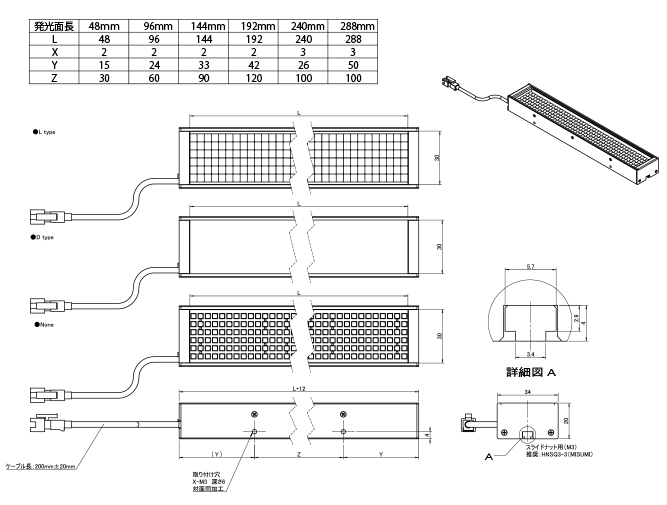 発光面長 48mm 96mm 144mm 192mm 240mm 288mm
L 48 96 144 192 240 288
X 2 2 2 2 3 3
Y 15 24 33 42 26 50
Z 30 60 90 120 100 100
●L type
L
30
●D type
L
30
●None
L
30
L+12
4
(Y) Z Y
ケーブル長:200mm±20mm
取り付け穴
X-M3 深さ6
対面同加工
5.7
2.9
4
3.4
詳細図 A
34
20
A
スライドナット用(M3)
推奨:HNSQ3-3(MISUMI)